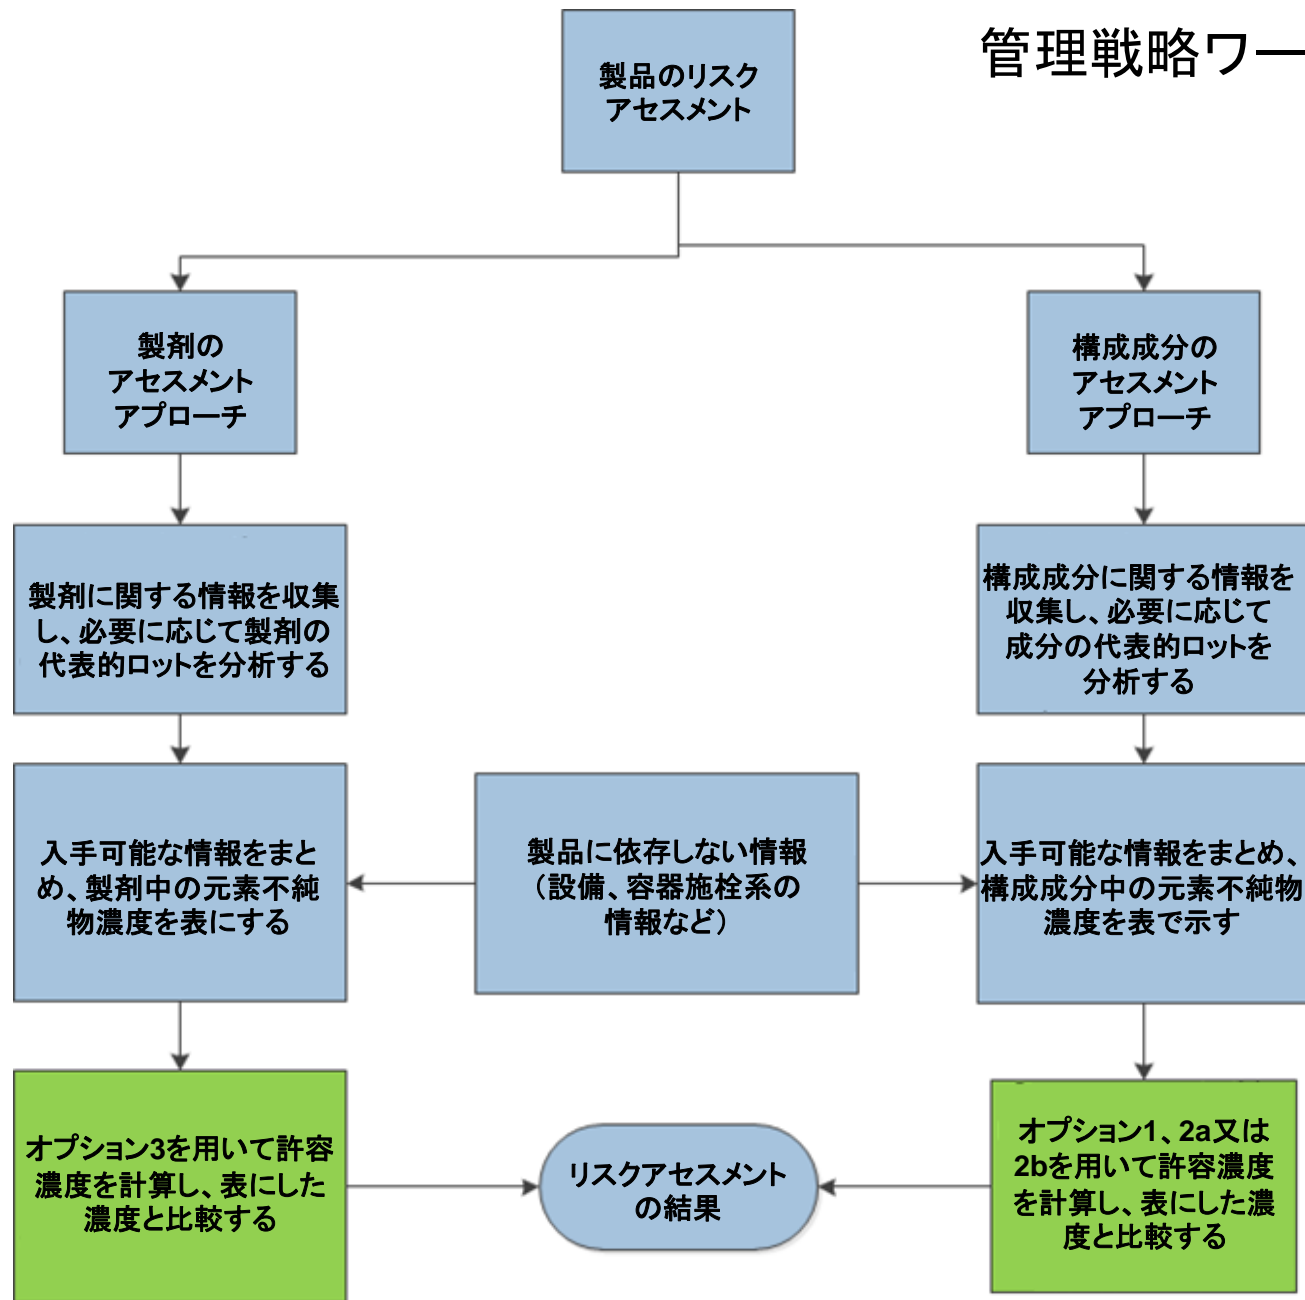 管理戦略ワー
製品のリスク
アセスメント
製剤の
アセスメント
アプローチ
構成成分の
アセスメント
アプローチ
製剤に関する情報を収集
し、必要に応じて製剤の
代表的ロットを分析する
構成成分に関する情報を
収集し、必要に応じて
成分の代表的ロットを
分析する
入手可能な情報をまと
め、製剤中の元素不純
物濃度を表にする
製品に依存しない情報
（設備、容器施栓系の
情報など）
入手可能な情報をまとめ、
構成成分中の元素不純物
濃度を表で示す
オプション3を用いて許容
濃度を計算し、表にした
濃度と比較する
リスクアセスメント
の結果
オプション1、2a又は
2bを用いて許容濃度
を計算し、表にした濃
度と比較する